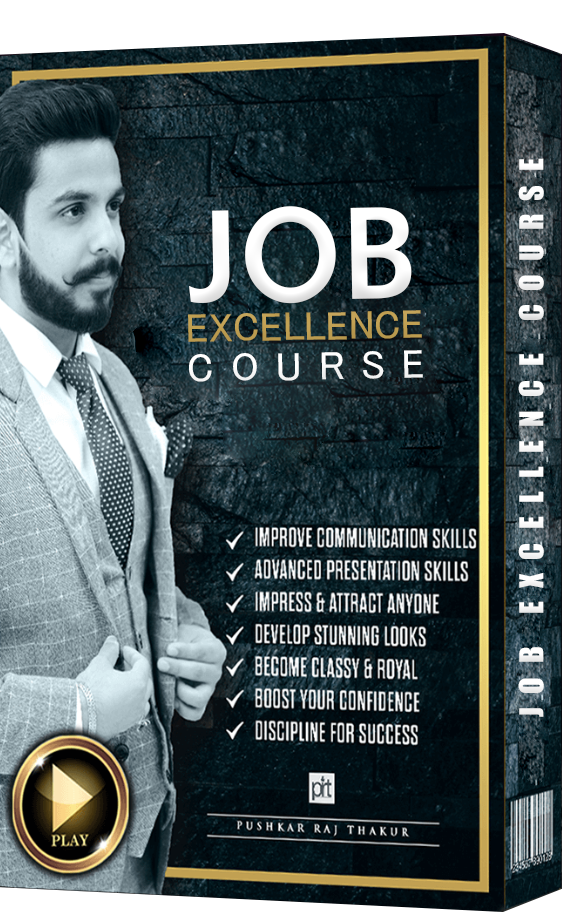 JOB
EXCELLENCE
COURSE
IMPROVE COMMUNICATION SKILLS
ADVANCED PRESENTATION SKILLS
IMPRESS & ATTRACT ANYONE
DEVELOP STUNNING LOOKS
BECOME CLASSY & ROYAL
BOOST YOUR CONFIDENCE
DISCIPLINE FOR SUCCESS
prt
PUSHKAR RAJ THAKUR
PLAY
JOB EXCELLENCE COURSE